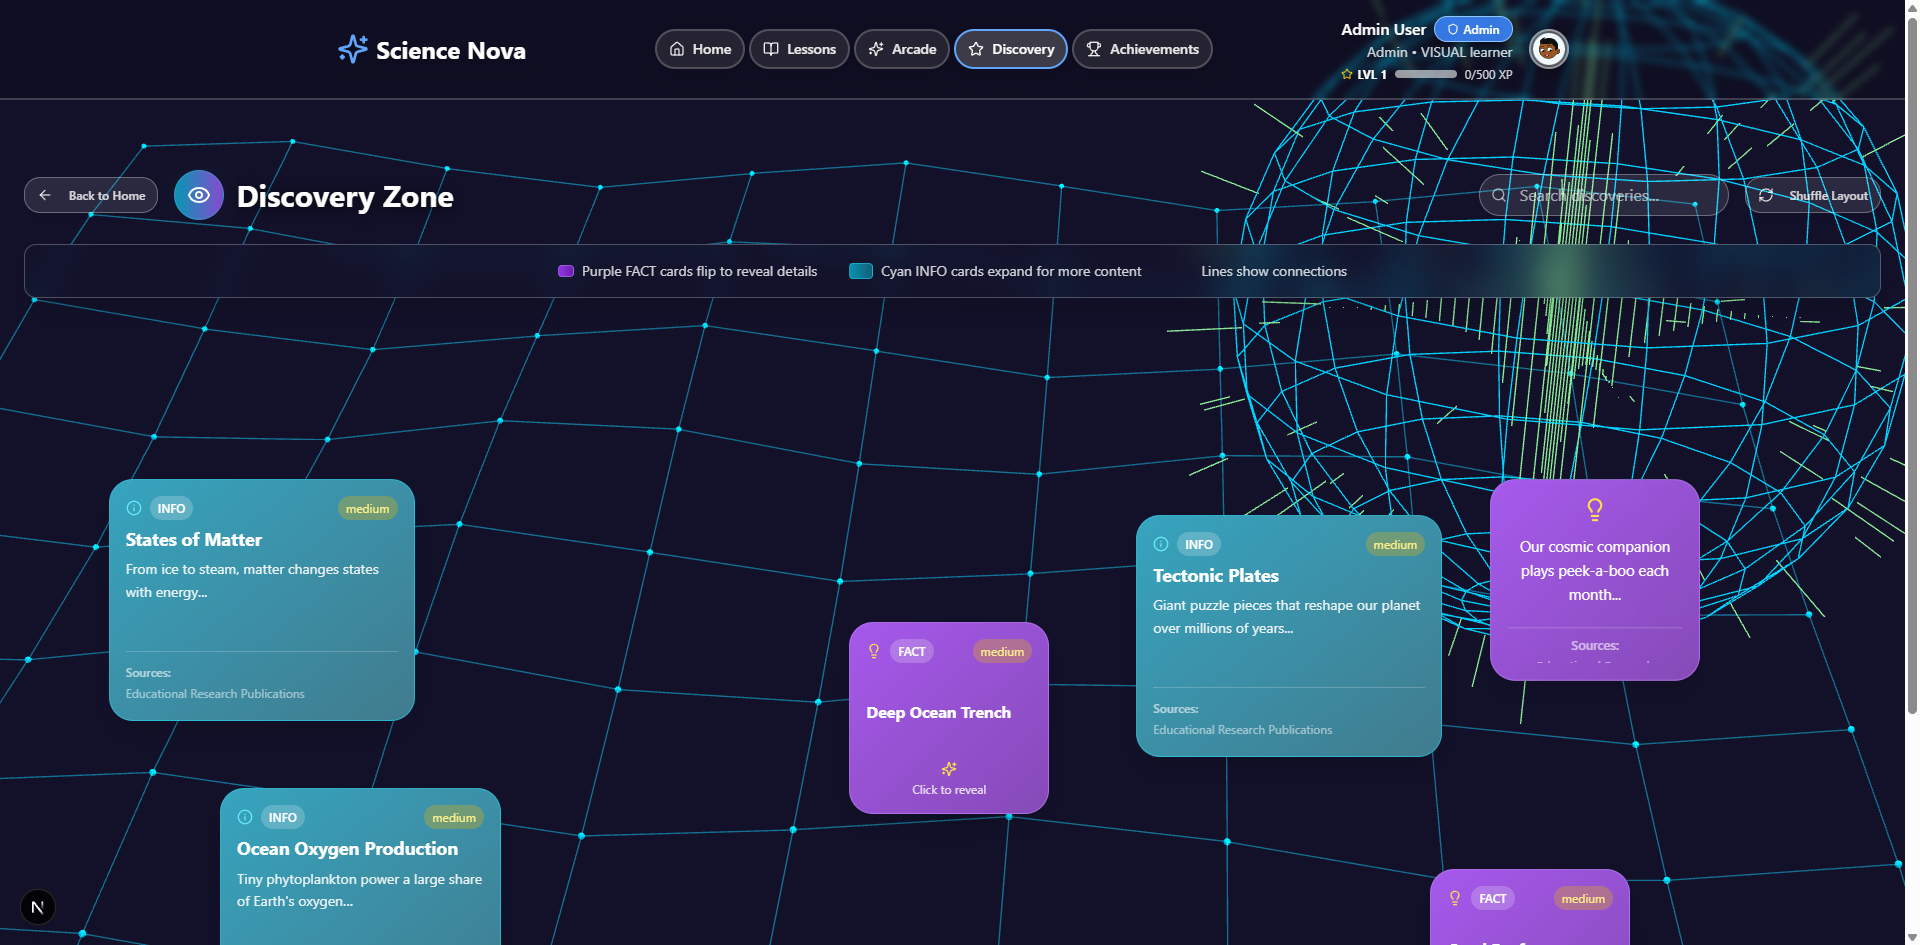 Science Nova
Home
Lessons
Arcade
Discovery
Achievements
Admin User
Admin
Admin • VISUAL learner
LVL 1
0/500 XP
Back to Home
Discovery Zone
Search discoveries...
Shuffle Layout
Purple FACT cards flip to reveal details
Cyan INFO cards expand for more content
Lines show connections
INFO
medium
States of Matter
From ice to steam, matter changes states
with energy...
Sources:
Educational Research Publications
FACT
medium
Deep Ocean Trench
Click to reveal
INFO
medium
Tectonic Plates
Giant puzzle pieces that reshape our planet
over millions of years...
Sources:
Educational Research Publications
Our cosmic companion
plays peek-a-boo each
month...
Sources:
INFO
medium
Ocean Oxygen Production
Tiny phytoplankton power a large share
of Earth's oxygen...
FACT
medium
N